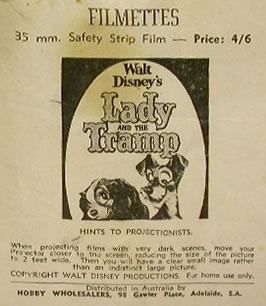 FILMETTES
35 mm. Safety Strip Film — Price: 4/6
Walt
Disney's
Lady
AND THE
Tramp
HINTS TO PROJECTIONISTS.
When projecting films with very dark scenes, move your
Projector closer to the screen, reducing the size of the picture
to 2 feet wide. Then you will have a clear small image rather
than an indistinct large picture.
COPYRIGHT WALT DISNEY PRODUCTIONS. For home use only.
Distributed in Australia by
HOBBY WHOLESALERS, 95 Gawler Place, Adelaide, S.A.